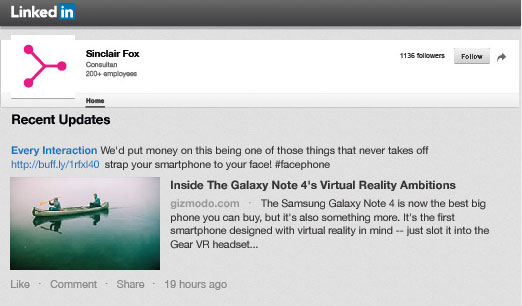 Linked in
Sinclair Fox
Consultan
200+ employees
1136 followers
Follow
Home
Recent Updates
Every Interaction We'd put money on this being one of those things that never takes off
http://buff.ly/1rfxl40 strap your smartphone to your face! #facephone
Inside The Galaxy Note 4's Virtual Reality Ambitions
gizmodo.com · The Samsung Galaxy Note 4 is now the best big
phone you can buy, but it's also something more. It's the first
smartphone designed with virtual reality in mind -- just slot it into the
Gear VR headset...
Like · Comment · Share · 19 hours ago